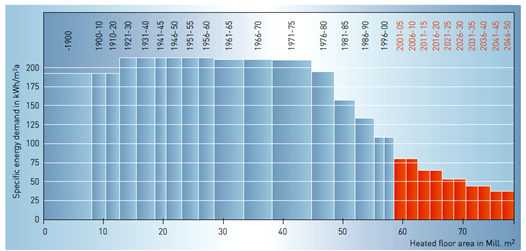 -1900 1900-10 1910-20 1921-30 1931-40 1941-45 1946-50 1951-55 1956-60 1961-65 1966-70 1971-75 1976-80 1981-85 1986-90 1996-00 2001-05 2006-10 2011-15 2016-20 2021-25 2026-30 2031-35 2036-40 2041-45 2046-50
Specific energy demand in kWh/m²a
200
175
150
125
100
75
50
25
0
0 10 20 30 40 50 60 70
Heated floor area in Mill. m²